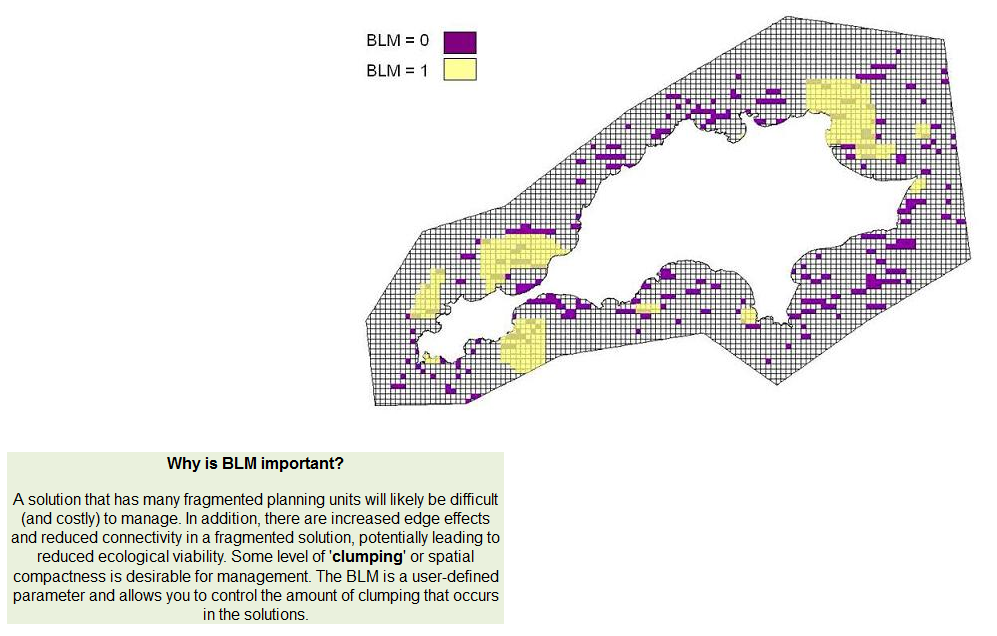 BLM = 0
BLM = 1
Why is BLM important?
A solution that has many fragmented planning units will likely be difficult
(and costly) to manage. In addition, there are increased edge effects
and reduced connectivity in a fragmented solution, potentially leading to
reduced ecological viability. Some level of 'clumping' or spatial
compactness is desirable for management. The BLM is a user-defined
parameter and allows you to control the amount of clumping that occurs
in the solutions.